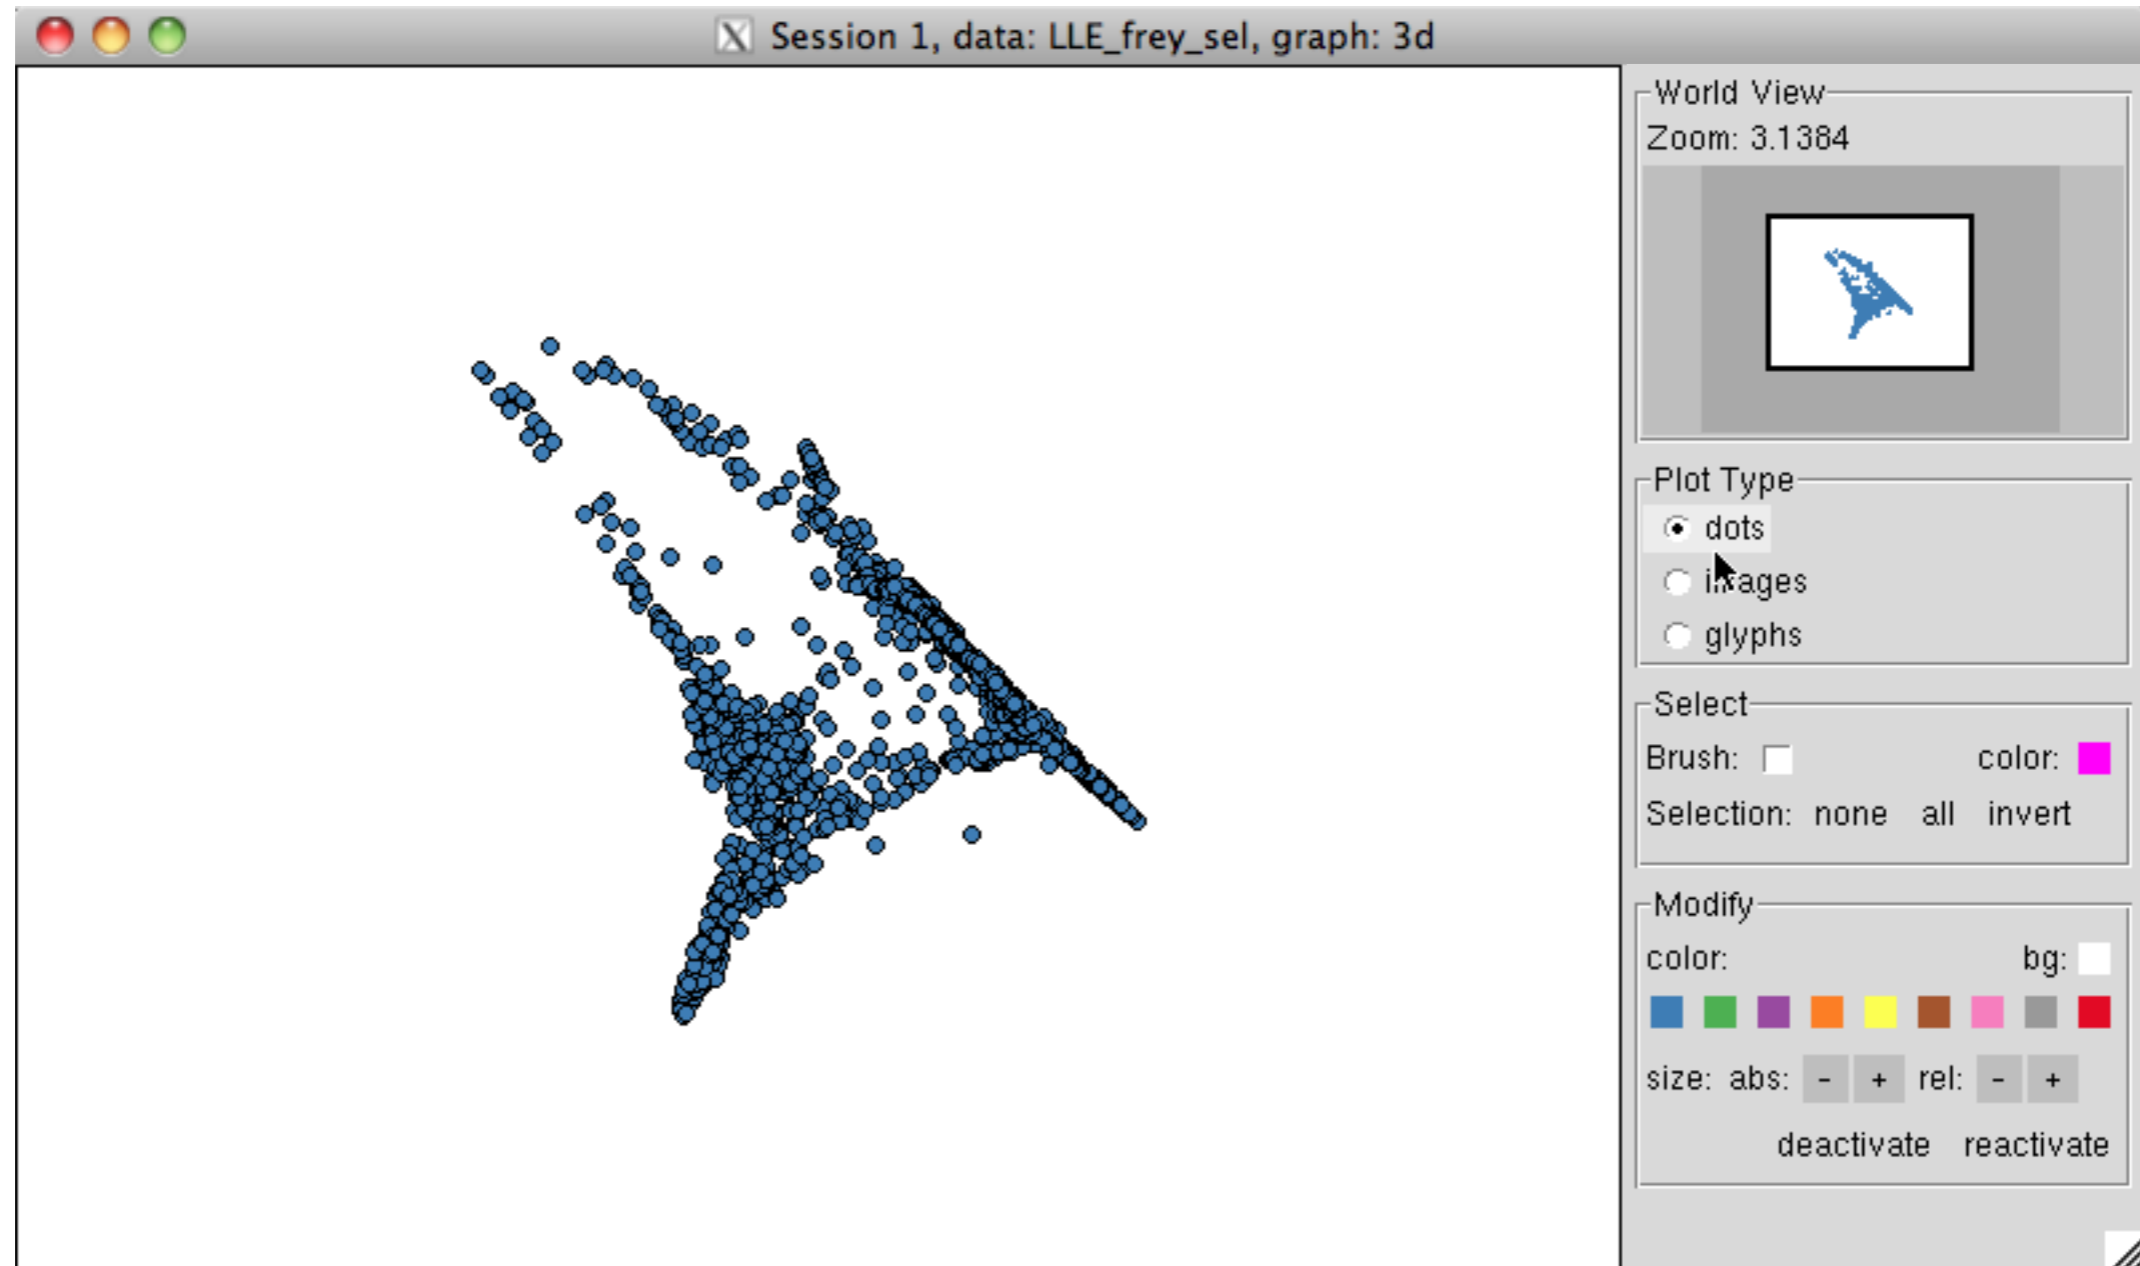 Session 1, data: LLE_frey_sel, graph: 3d
World View
Zoom: 3.1384
Plot Type
dots
images
glyphs
Select
Brush: color:
Selection: none all invert
Modify
color: bg:
size: abs: - + rel: - +
deactivate reactivate